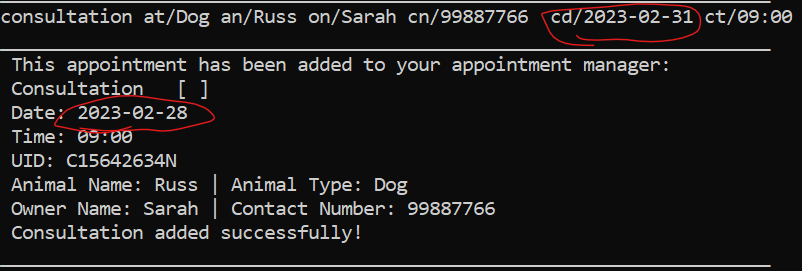 consultation at/Dog an/Russ on/Sarah cn/99887766 cd/2023-02-31 ct/09:00
This appointment has been added to your appointment manager:
Consultation [ ]
Date: 2023-02-28
Time: 09:00
UID: C15642634N
Animal Name: Russ | Animal Type: Dog
Owner Name: Sarah | Contact Number: 99887766
Consultation added successfully!